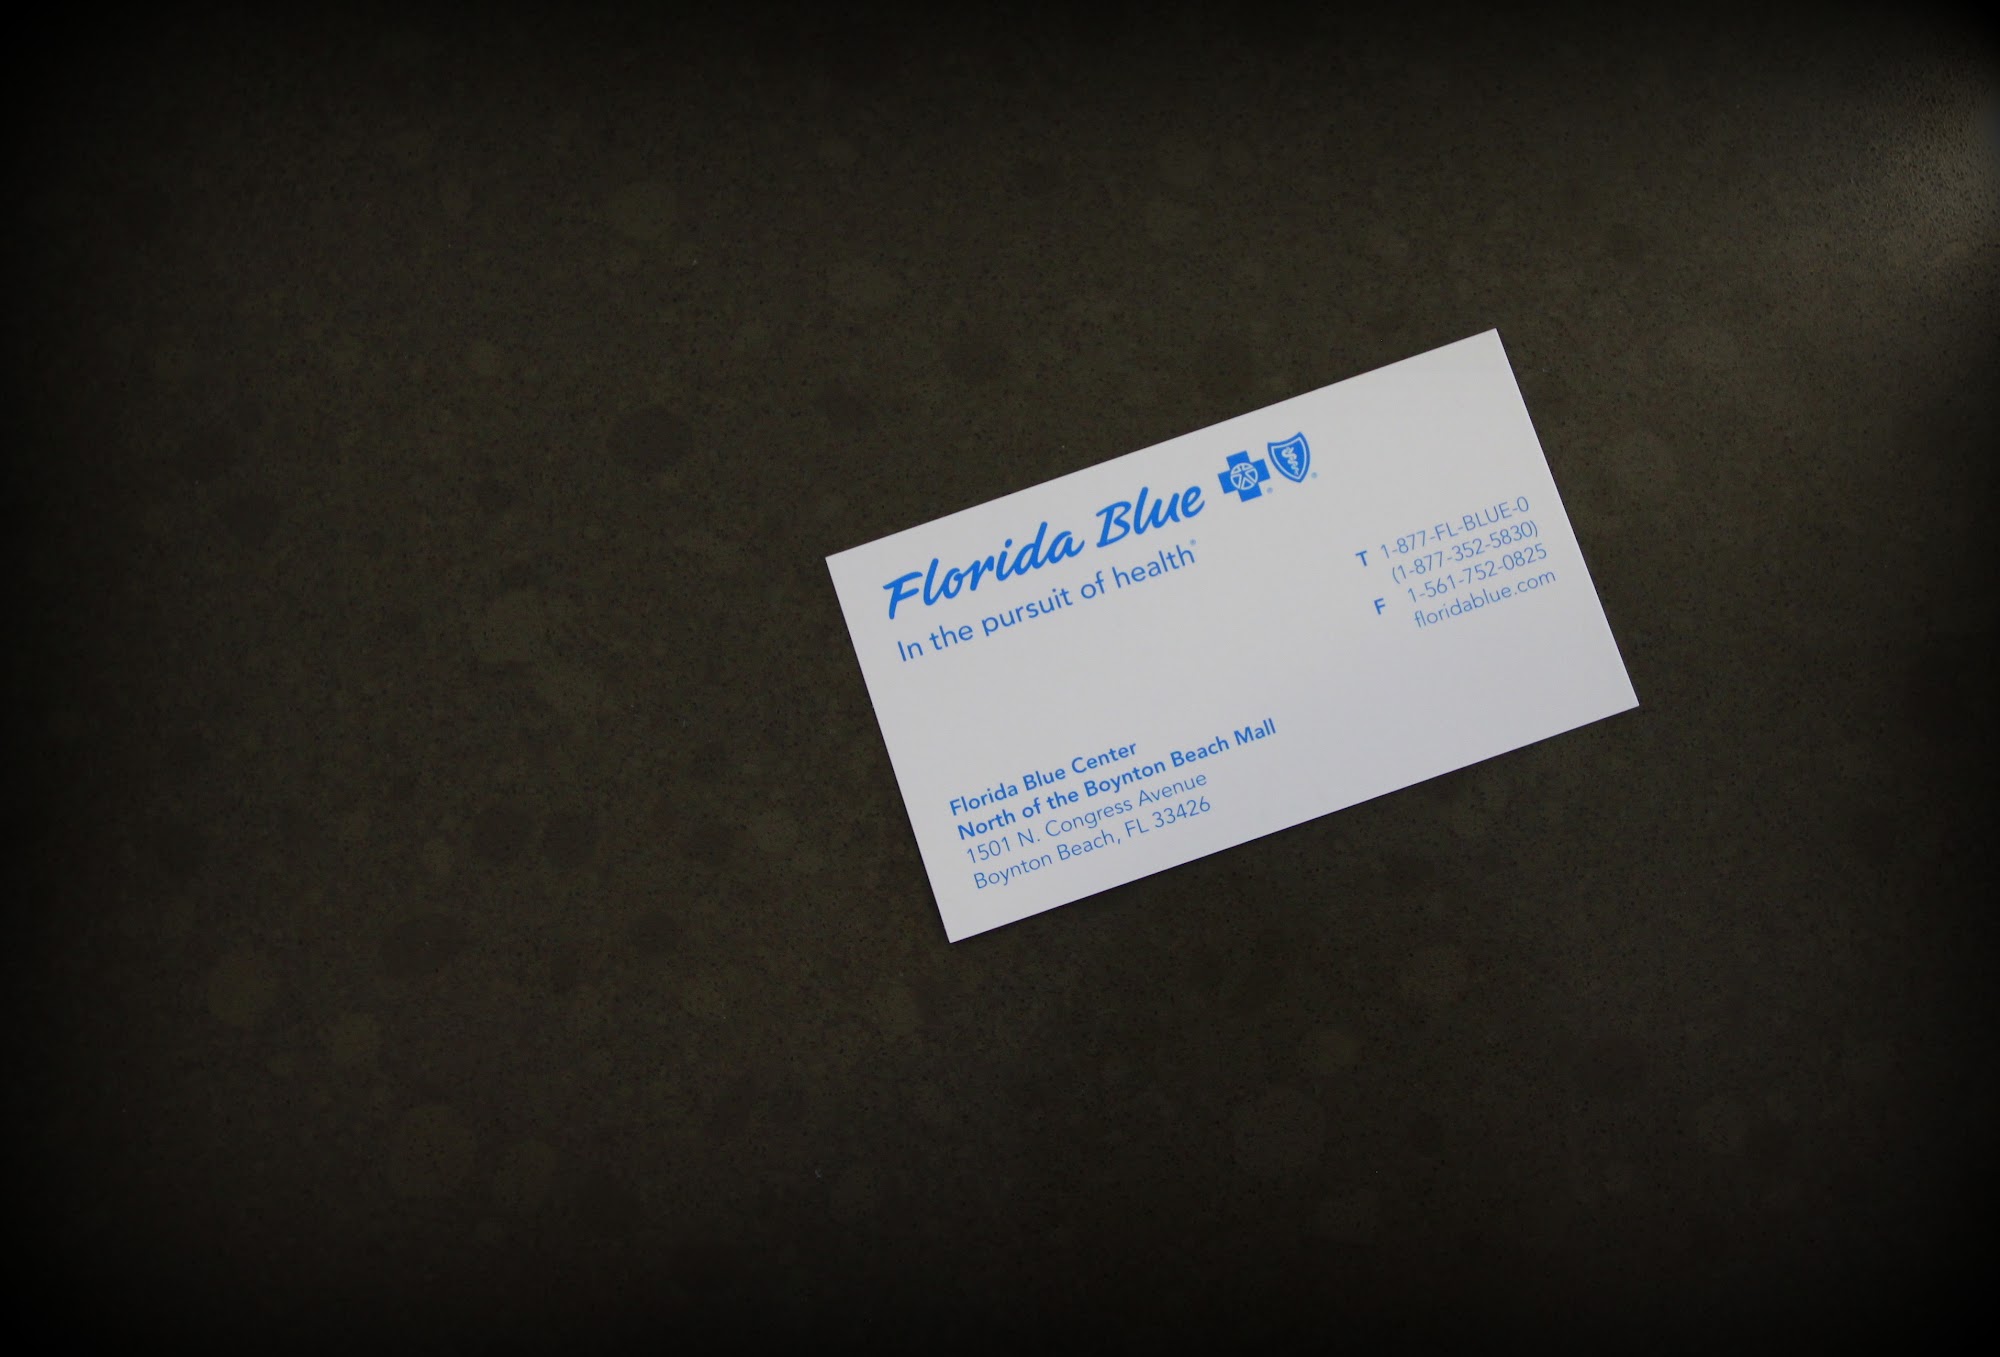 Florida Blue
In the pursuit of health®
T 1-877-FL-BLUE-0
(1-877-352-5830)
F 1-561-752-0825
floridablue.com
Florida Blue Center
North of the Boynton Beach Mall
1501 N. Congress Avenue
Boynton Beach, FL 33426